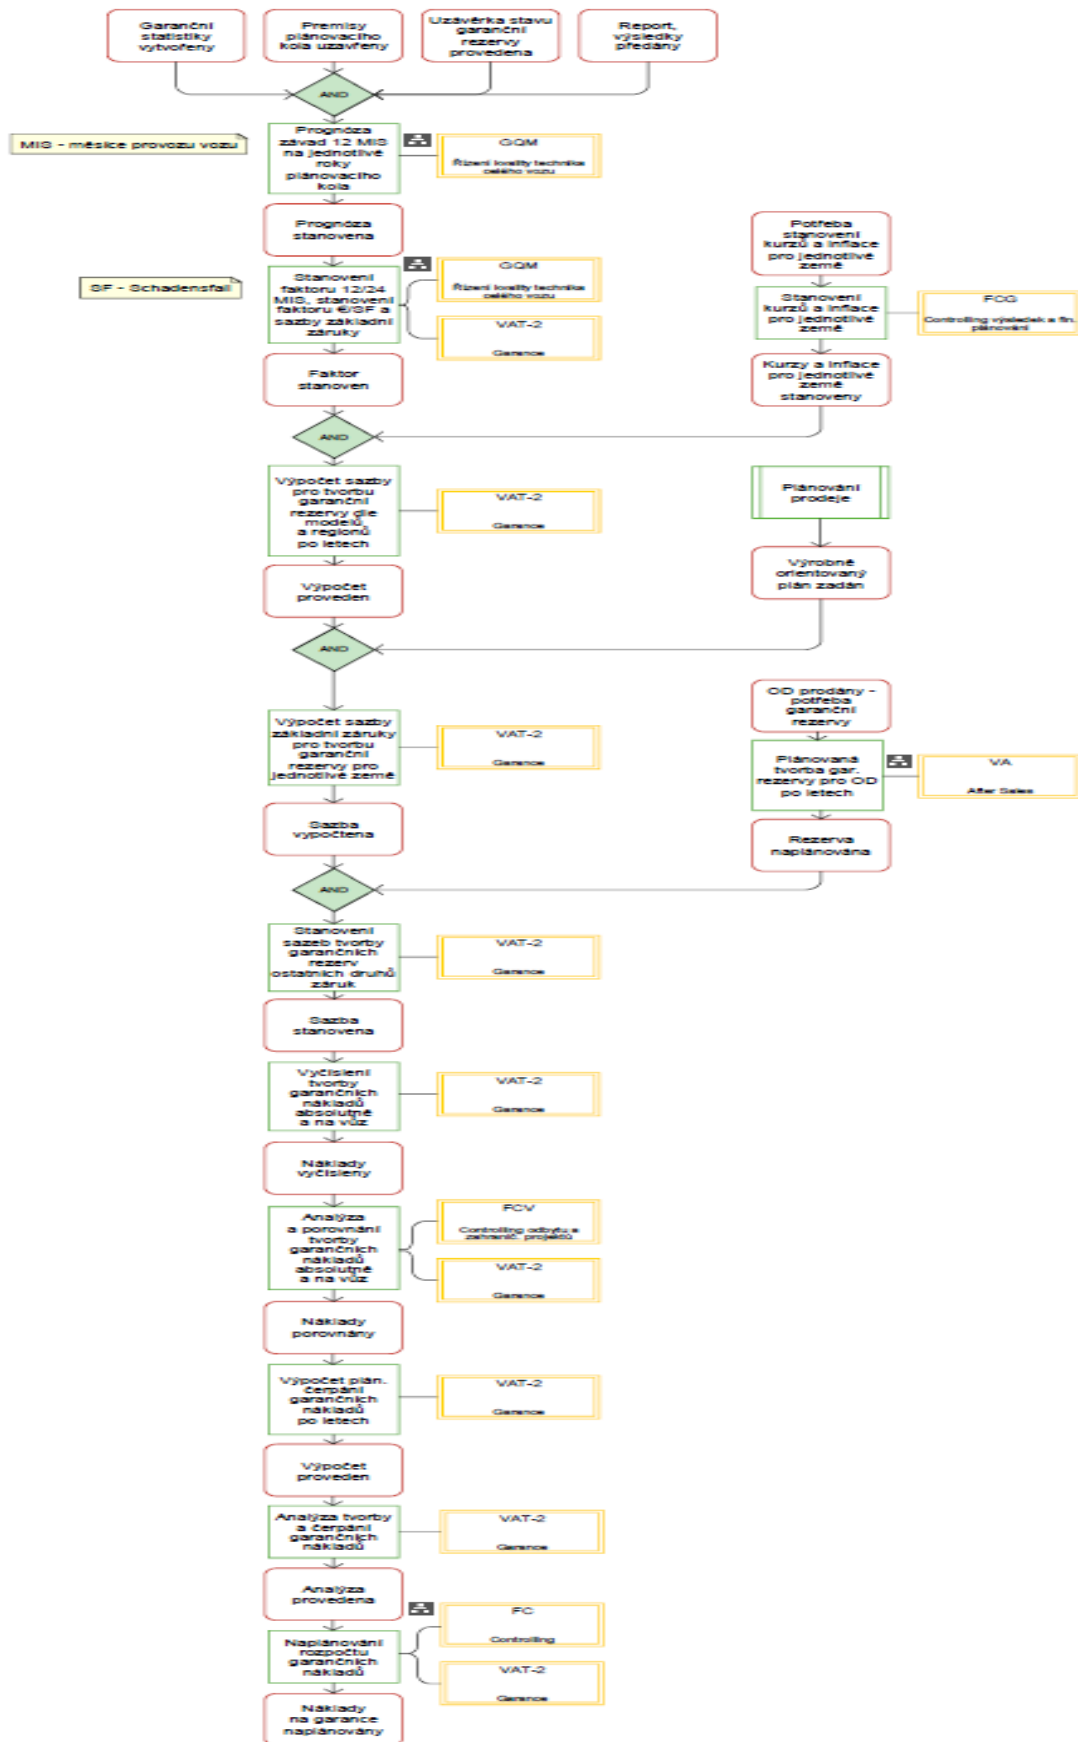 Garanční
statistiky
vytvořeny
Premisy
plánovacího
kola uzavřeny
Uzávěrka stavu
garanční
rezervy
provedena
Report,
výsledky
předány
AND
MIS - měsíce provozu vozu
Prognóza
závad 12 MIS
na jednotlivé
roky
plánovacího
kola
GQM
Řízení kvality technika
celého vozu
Prognóza
stanovena
Potřeba
stanovení
kurzů a inflace
pro jednotlivé
země
SF - Schadensfall
Stanovení
faktoru 12/24
MIS, stanovení
faktoru €/SF a
sazby základní
záruky
GQM
Řízení kvality technika
celého vozu
VAT-2
Garance
Stanovení
kurzů a inflace
pro jednotlivé
země
FCG
Controlling výsledek a fin.
plánování
Faktor
stanoven
Kurzy a inflace
pro jednotlivé
země
stanoveny
AND
Výpočet sazby
pro tvorbu
garanční
rezervy dle
modelů
a regionů
po letech
VAT-2
Garance
Plánování
prodeje
Výpočet
proveden
Výrobně
orientovaný
plán zadán
AND
OD prodány -
potřeba
garanční
rezervy
Výpočet sazby
základní záruky
pro tvorbu
garanční
rezervy pro
jednotlivé země
VAT-2
Garance
Plánovaná
tvorba gar.
rezervy pro OD
po letech
VA
After Sales
Sazba
vypočtena
Rezerva
naplánována
AND
Stanovení
sazeb tvorby
garančních
rezerv
ostatních druhů
záruk
VAT-2
Garance
Sazba
stanovena
Vyčíslení
tvorby
garančních
nákladů
absolutně
a na vůz
VAT-2
Garance
Náklady
vyčísleny
Analýza
a porovnání
tvorby
garančních
nákladů
absolutně
a na vůz
FCV
Controlling odbytu a
zahranič. projektů
VAT-2
Garance
Náklady
porovnány
Výpočet plán.
čerpání
garančních
nákladů
po letech
VAT-2
Garance
Výpočet
proveden
Analýza tvorby
a čerpání
garančních
nákladů
VAT-2
Garance
Analýza
provedena
Naplánování
rozpočtu
garančních
nákladů
FC
Controlling
VAT-2
Garance
Náklady
na garance
naplánovány